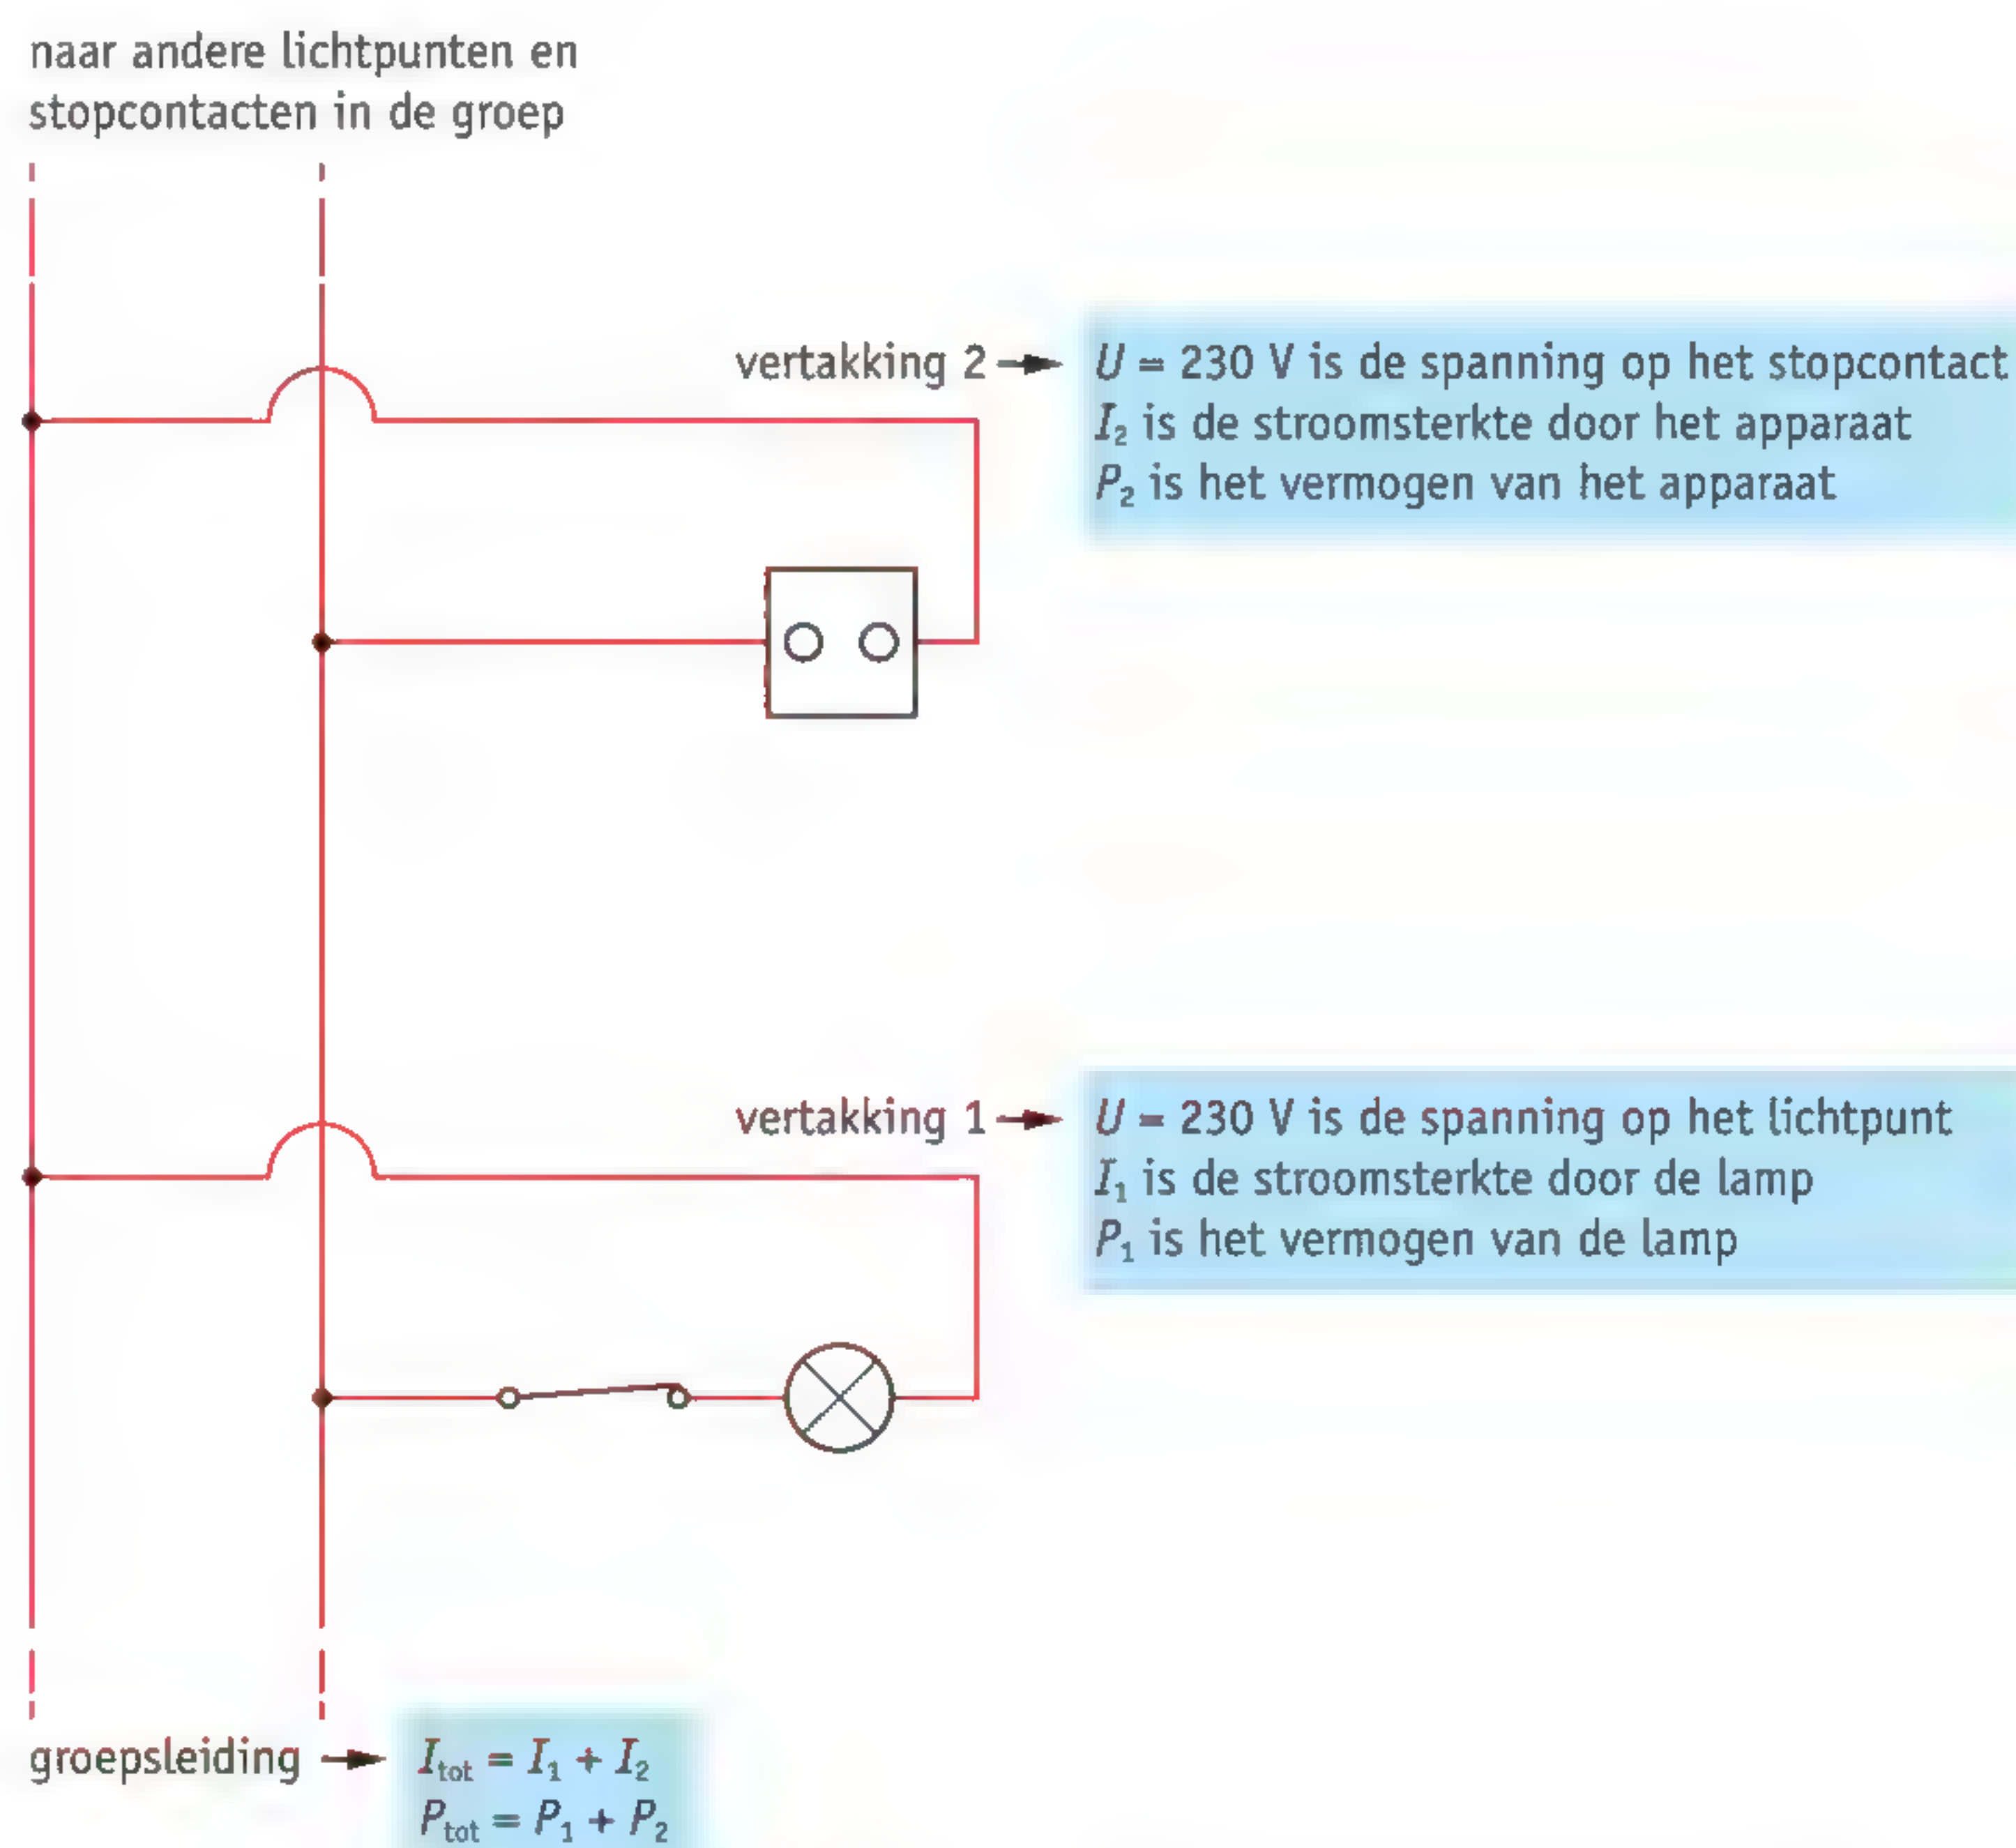 naar andere lichtpunten en
stopcontacten in de groep
vertakking 2
U = 230 V is de spanning op het stopcontact
I₂ is de stroomsterkte door het apparaat
P₂ is het vermogen van het apparaat
vertakking 1
U = 230 V is de spanning op het lichtpunt
I₁ is de stroomsterkte door de lamp
P₁ is het vermogen van de lamp
groepsleiding
Itot = I₁ + I₂
Ptot = P₁ + P₂